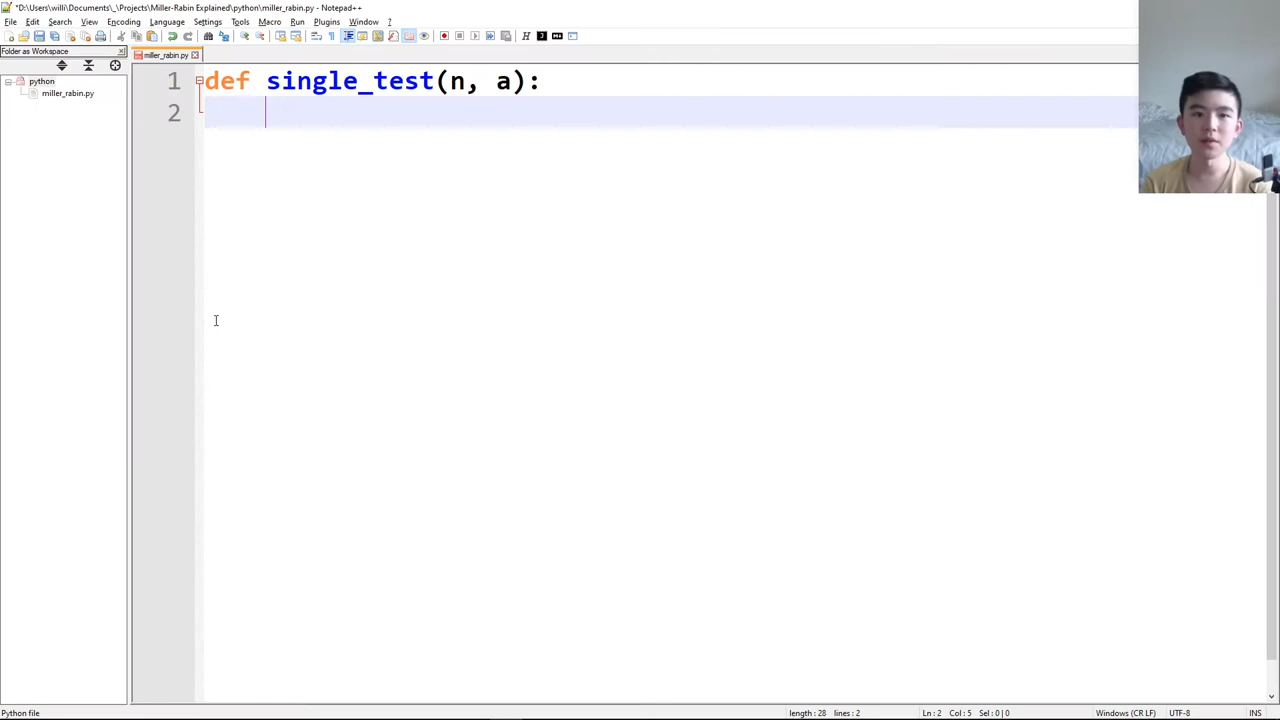 *D:\Users\willi\Documents\_\Projects\Miller-Rabin Explained\python\miller_rabin.py - Notepad++
File Edit Search View Encoding Language Settings Tools Macro Run Plugins Window ?
Folder as Workspace
miller_rabin.py
python
miller_rabin.py
1 def single_test(n, a):
2
Python file
length : 28 lines : 2
Ln : 2 Col : 5 Sel : 0 | 0
Windows (CR LF)
UTF-8
INS